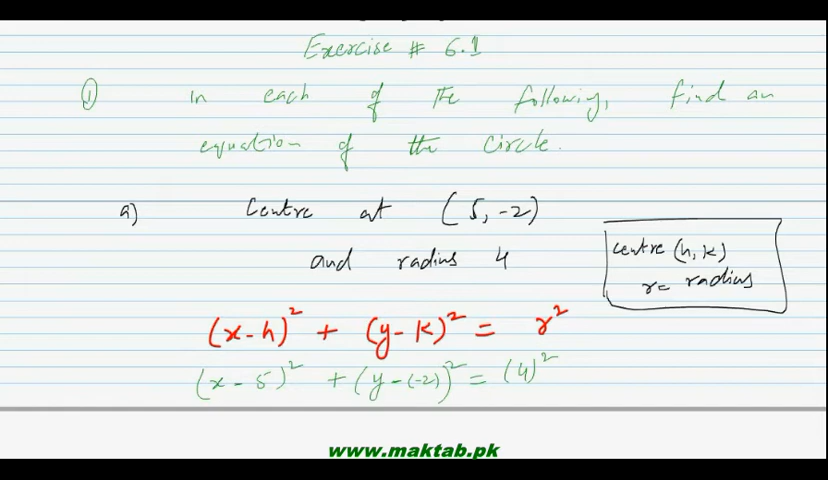 Exercise # 6.1
① In each of the following, find an
equation of the circle.
a) Centre at (5, -2)
and radius 4
centre (h, k)
r = radius
(x - h)² + (y - k)² = r²
(x - 5)² + (y - (-2))² = (4)²
www.maktab.pk